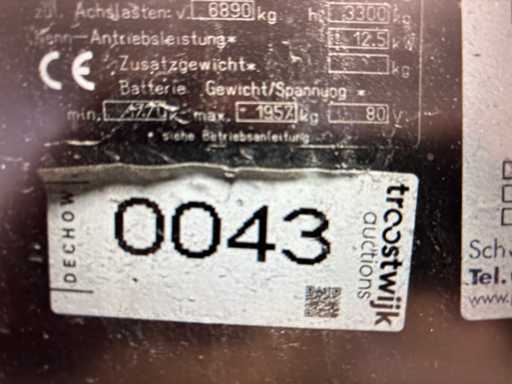 zul. Achslasten: v. 6890 kg h. 3300 kg
Nenn-Antriebsleistung* 12.5 kW
CE Zusatzgewicht* kg
Batterie Gewicht/Spannung *
min. 1770 kg max. 1957 kg 80 V
* siehe Betriebsanleitung
DECHOW
0043
troostwijk
auctions
Tel.
www.